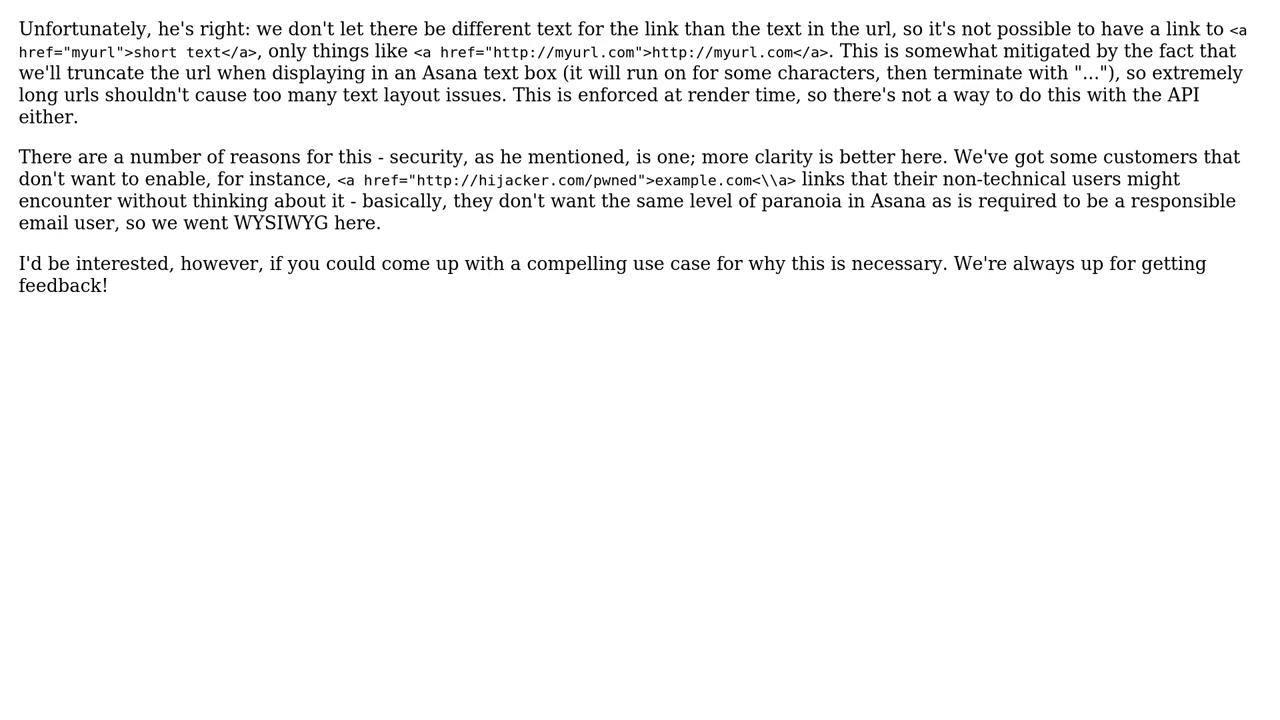 Unfortunately, he's right: we don't let there be different text for the link than the text in the url, so it's not possible to have a link to <a
href="myurl">short text</a>, only things like <a href="http://myurl.com">http://myurl.com</a>. This is somewhat mitigated by the fact that
we'll truncate the url when displaying in an Asana text box (it will run on for some characters, then terminate with "..."), so extremely
long urls shouldn't cause too many text layout issues. This is enforced at render time, so there's not a way to do this with the API
either.
There are a number of reasons for this - security, as he mentioned, is one; more clarity is better here. We've got some customers that
don't want to enable, for instance, <a href="http://hijacker.com/pwned">example.com<\\a> links that their non-technical users might
encounter without thinking about it - basically, they don't want the same level of paranoia in Asana as is required to be a responsible
email user, so we went WYSIWYG here.
I'd be interested, however, if you could come up with a compelling use case for why this is necessary. We're always up for getting
feedback!